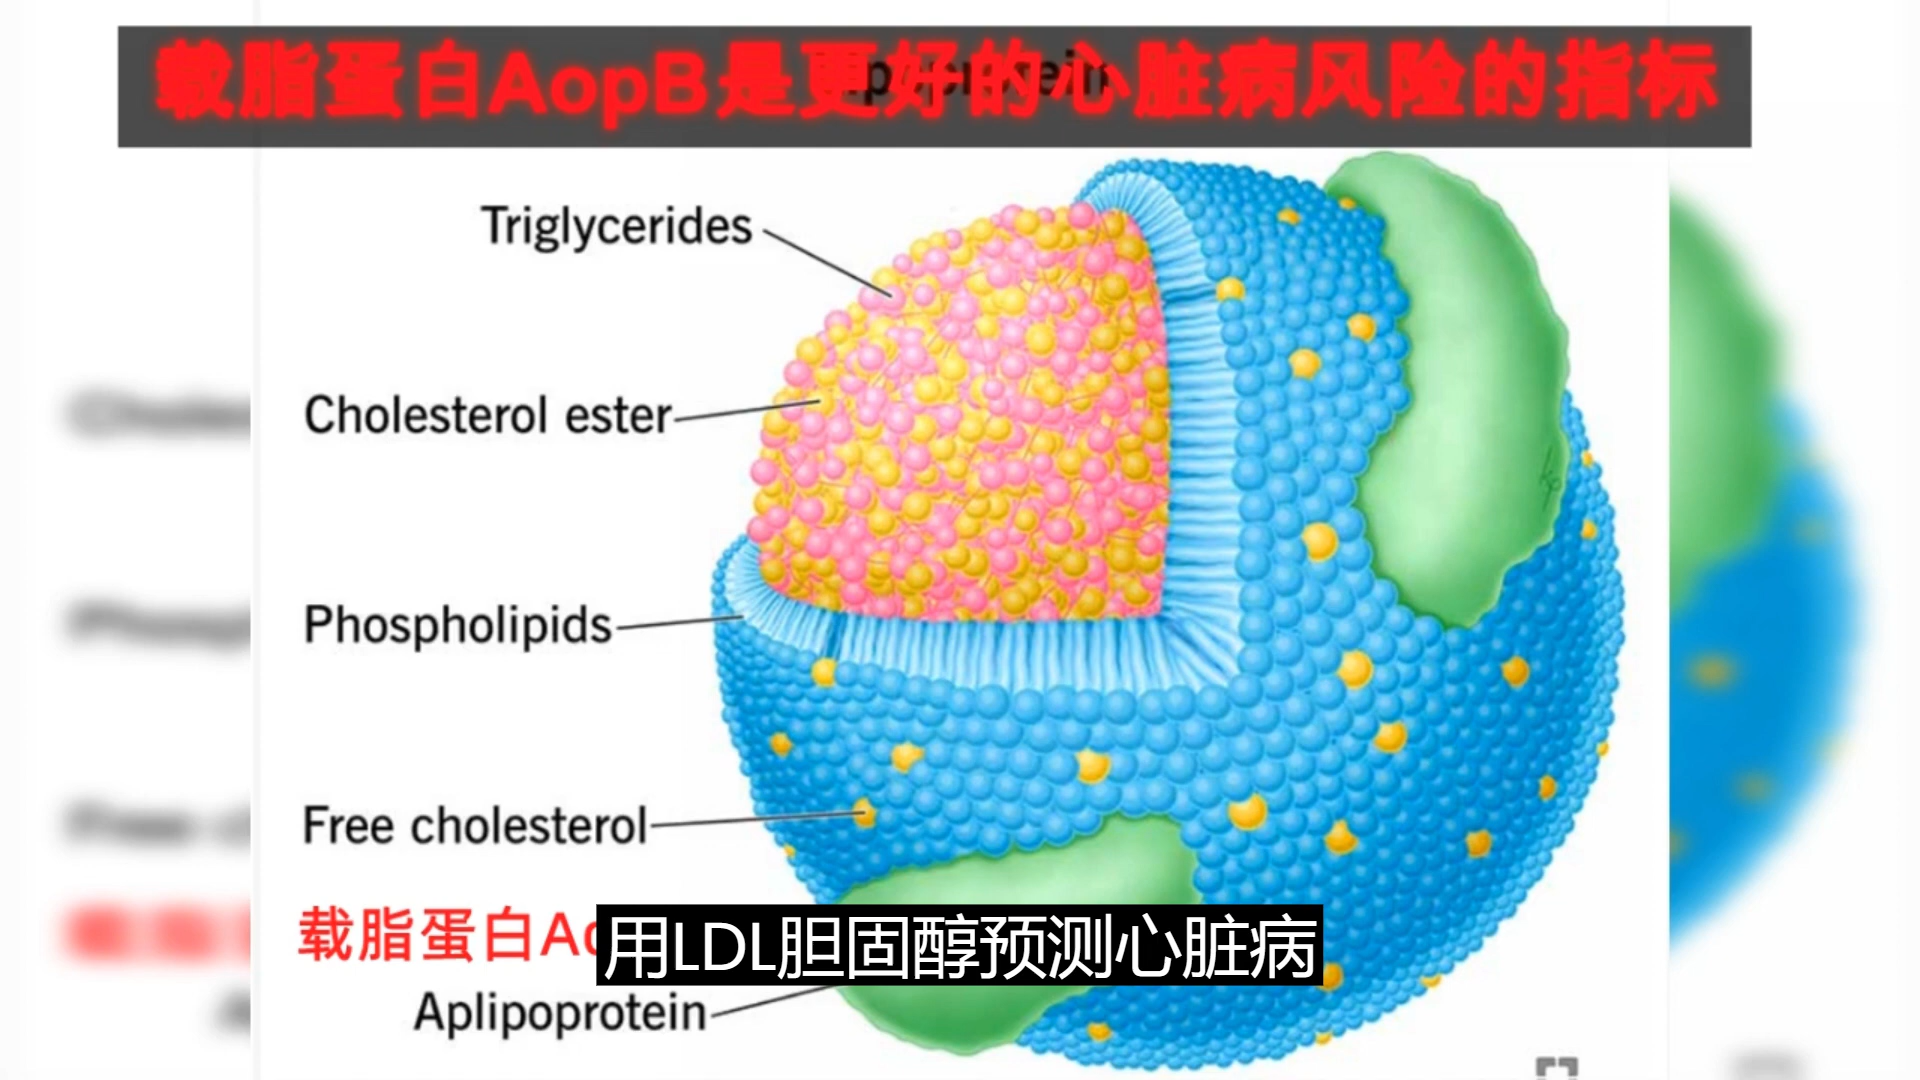 载脂蛋白AopB是更好的心脏病风险的指标
Triglycerides
Cholesterol ester
Phospholipids
Free cholesterol
载脂蛋白Ao
用LDL胆固醇预测心脏病
Aplipoprotein